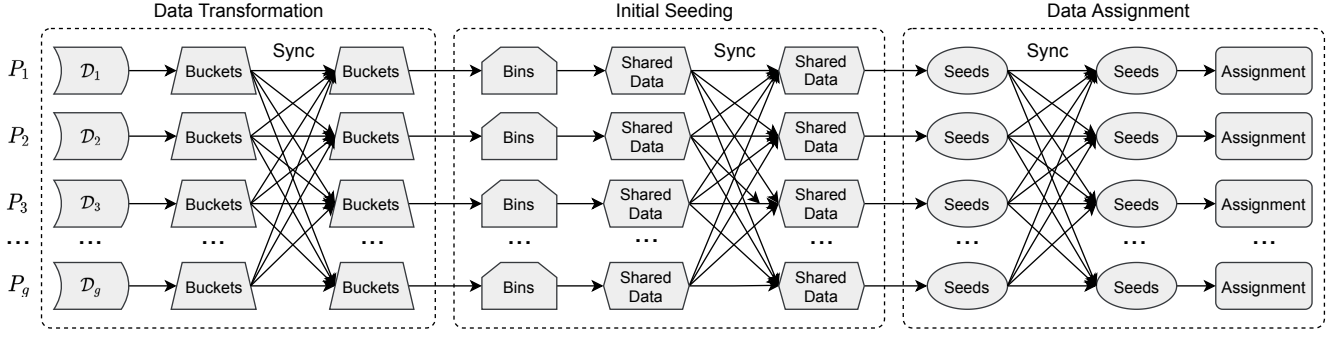 Data Transformation Initial Seeding Data Assignment
Sync Sync Sync
P₁ 𝒟₁ Buckets Buckets Bins Shared Data Shared Data Seeds Seeds Assignment
P₂ 𝒟₂ Buckets Buckets Bins Shared Data Shared Data Seeds Seeds Assignment
P₃ 𝒟₃ Buckets Buckets Bins Shared Data Shared Data Seeds Seeds Assignment
... ... ... ... ... ... ... ... ... ...
P_g 𝒟_g Buckets Buckets Bins Shared Data Shared Data Seeds Seeds Assignment